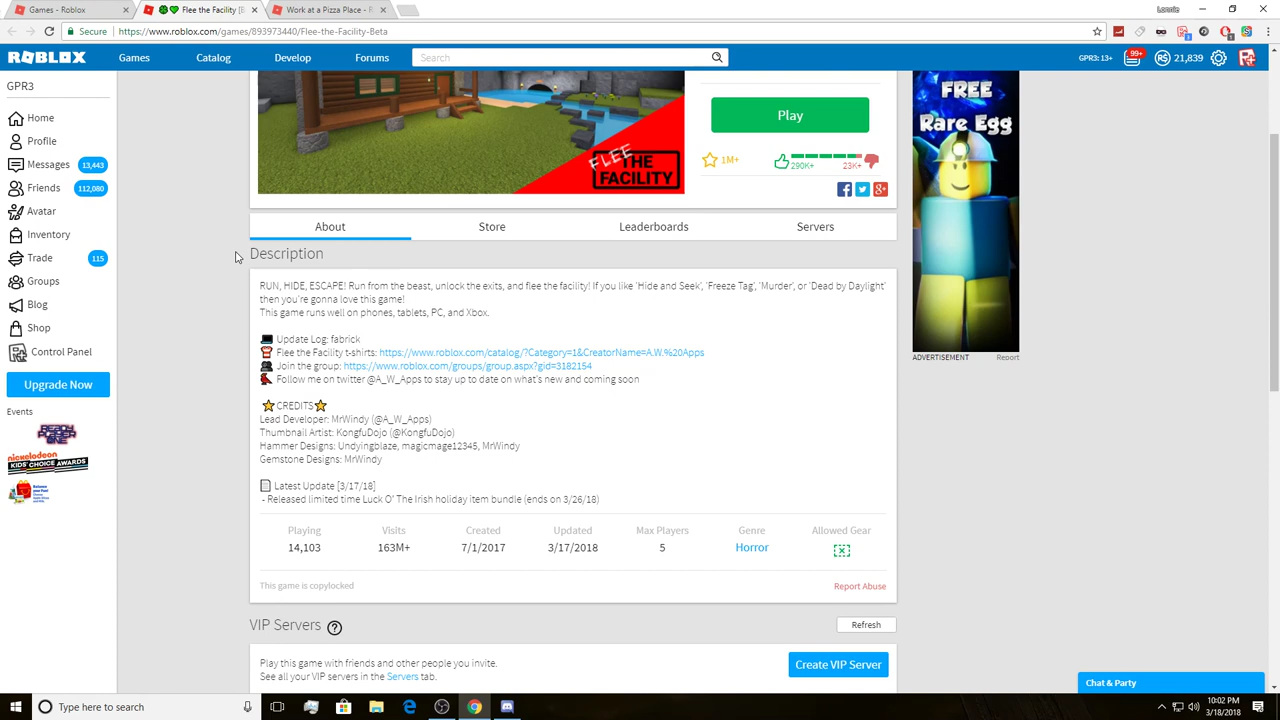 Games - Roblox
Flee the Facility [B
Work at a Pizza Place - R
Lonnie
Secure
https://www.roblox.com/games/893973440/Flee-the-Facility-Beta
ROBLOX
Games
Catalog
Develop
Forums
Search
GPR3: 13+
99+
R$ 21,839
GPR3
Home
Profile
Messages 13,443
Friends 112,080
Avatar
Inventory
Trade 115
Groups
Blog
Shop
Control Panel
Upgrade Now
Events
READY PLAYER ONE
nickelodeon
KIDS' CHOICE AWARDS
FLEE
THE
FACILITY
Play
1M+
290K+
23K+
About
Store
Leaderboards
Servers
Description
RUN, HIDE, ESCAPE! Run from the beast, unlock the exits, and flee the facility! If you like 'Hide and Seek', 'Freeze Tag', 'Murder', or 'Dead by Daylight'
then you're gonna love this game!
This game runs well on phones, tablets, PC, and Xbox.
Update Log: fabrick
Flee the Facility t-shirts: https://www.roblox.com/catalog/?Category=1&CreatorName=A.W.%20Apps
Join the group: https://www.roblox.com/groups/group.aspx?gid=3182154
Follow me on twitter @A_W_Apps to stay up to date on what's new and coming soon
⭐CREDITS⭐
Lead Developer: MrWindy (@A_W_Apps)
Thumbnail Artist: KongfuDojo (@KongfuDojo)
Hammer Designs: Undyingblaze, magicmage12345, MrWindy
Gemstone Designs: MrWindy
Latest Update [3/17/18]
- Released limited time Luck O' The Irish holiday item bundle (ends on 3/26/18)
Playing
Visits
Created
Updated
Max Players
Genre
Allowed Gear
14,103
163M+
7/1/2017
3/17/2018
5
Horror
This game is copylocked
Report Abuse
VIP Servers
Refresh
Play this game with friends and other people you invite.
See all your VIP servers in the Servers tab.
Create VIP Server
FREE
Rare Egg
ADVERTISEMENT
Report
Chat & Party
Type here to search
10:02 PM
3/18/2018